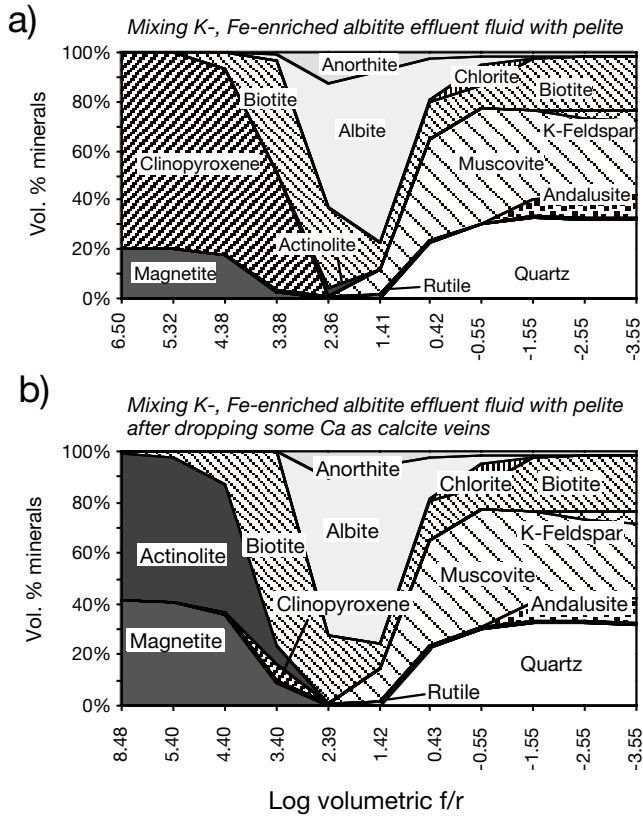 a)
Mixing K-, Fe-enriched albitite effluent fluid with pelite
100%
80%
60%
40%
20%
0%
Vol. % minerals
Anorthite
Chlorite
Biotite
Biotite
Albite
K-Feldspar
Clinopyroxene
Muscovite
Andalusite
Actinolite
Magnetite
Rutile
Quartz
6.50
5.32
4.38
3.38
2.36
1.41
0.42
-0.55
-1.55
-2.55
-3.55
b)
Mixing K-, Fe-enriched albitite effluent fluid with pelite
after dropping some Ca as calcite veins
100%
80%
60%
40%
20%
0%
Vol. % minerals
Anorthite
Chlorite
Biotite
Albite
K-Feldspar
Actinolite
Biotite
Muscovite
Clinopyroxene
Andalusite
Magnetite
Quartz
Rutile
8.48
5.40
4.40
3.40
2.39
1.42
0.43
-0.55
-1.55
-2.55
-3.55
Log volumetric f/r